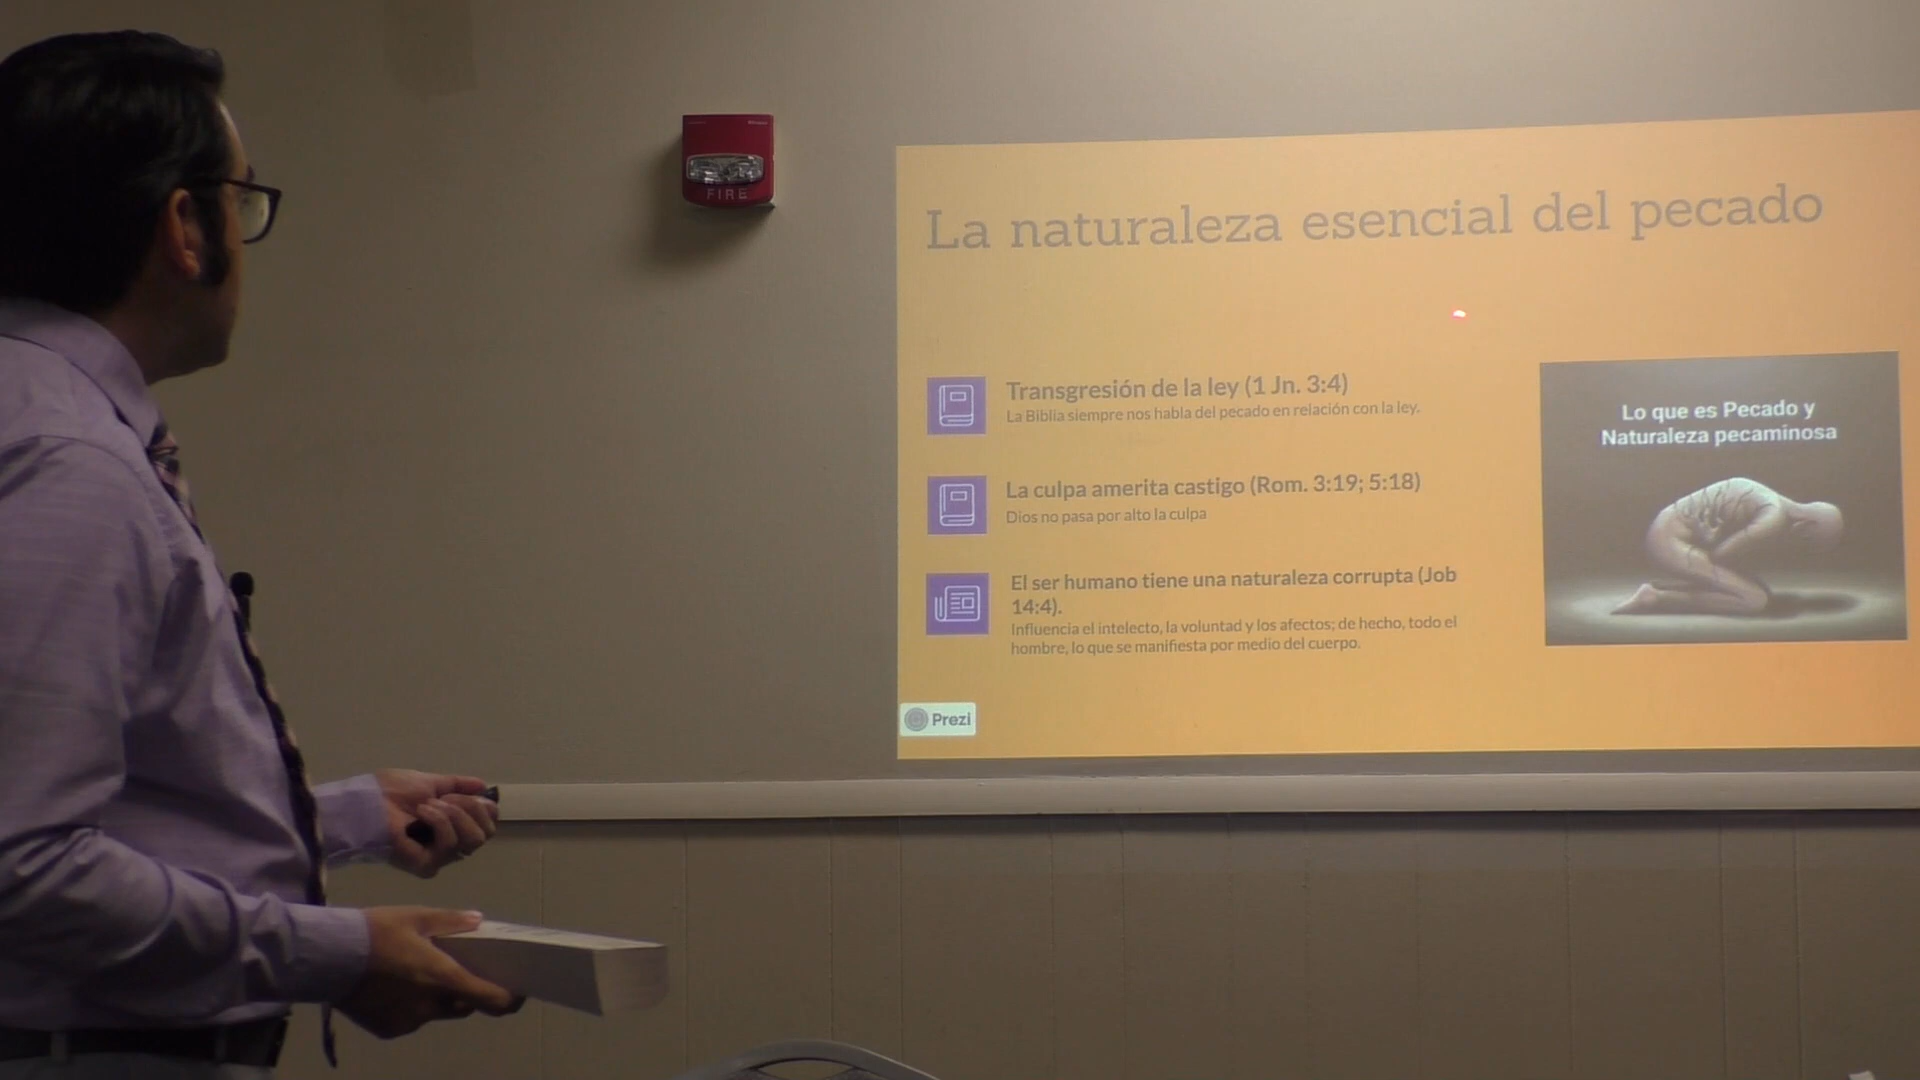 FIRE
La naturaleza esencial del pecado
Transgresión de la ley (1 Jn. 3:4)
La Biblia siempre nos habla del pecado en relación con la ley.
La culpa amerita castigo (Rom. 3:19; 5:18)
Dios no pasa por alto la culpa
El ser humano tiene una naturaleza corrupta (Job
14:4).
Influencia el intelecto, la voluntad y los afectos; de hecho, todo el
hombre, lo que se manifiesta por medio del cuerpo.
Lo que es Pecado y
Naturaleza pecaminosa
Prezi